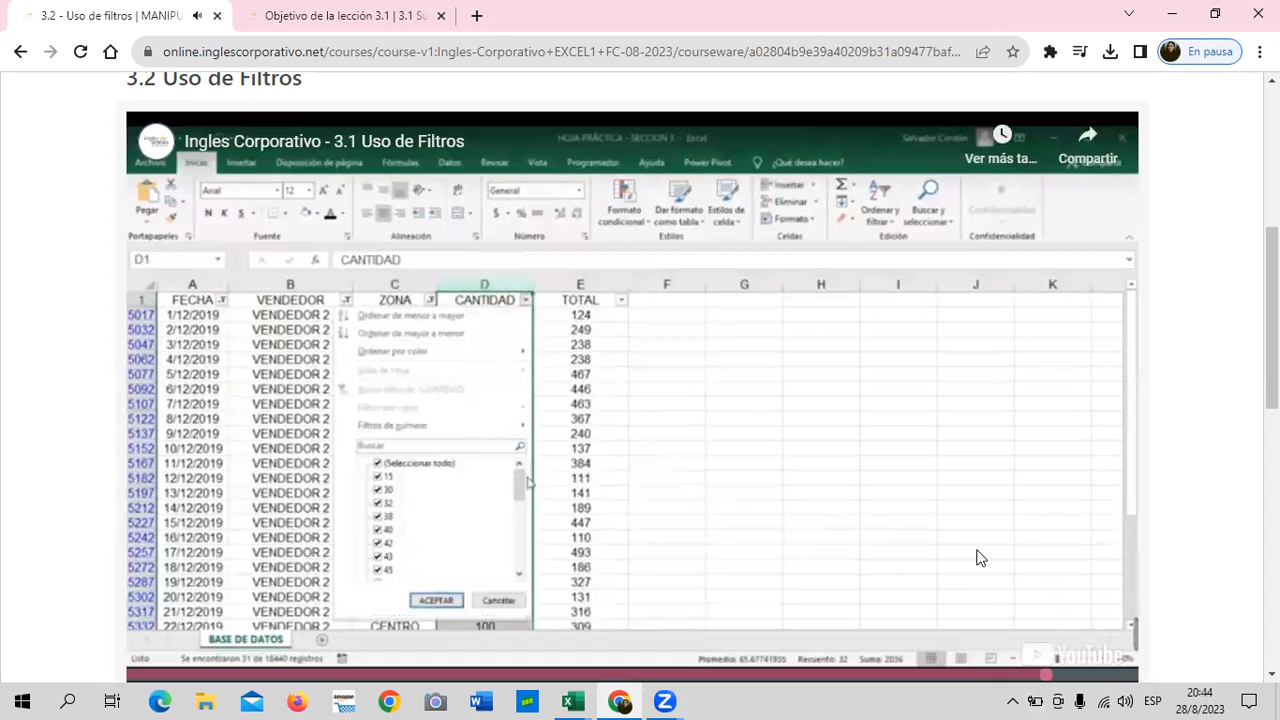 3.2 - Uso de filtros | MANIPU
Objetivo de la lección 3.1 | 3.1 Su
online.inglescorporativo.net/courses/course-v1:Ingles-Corporativo+EXCEL1+FC-08-2023/courseware/a02804b9e39a40209b31a09477baf...
En pausa
3.2 Uso de Filtros
Ingles Corporativo - 3.1 Uso de Filtros
HOJA PRÁCTICA - SECCION 3 - Excel
Salvador Cordón
Ver más ta...
Compartir
Archivo Inicio Insertar Disposición de página Fórmulas Datos Revisar Vista Programador Ayuda Power Pivot ¿Qué desea hacer?
Pegar
Arial 12
N K S
General
Formato condicional
Dar formato como tabla
Estilos de celda
Insertar
Eliminar
Formato
Ordenar y filtrar
Buscar y seleccionar
Confidencialidad
Portapapeles Fuente Alineación Número Estilos Celdas Edición Confidencialidad
D1 fx CANTIDAD
A B C D E F G H I J K
1 FECHA VENDEDOR ZONA CANTIDAD TOTAL
5017 1/12/2019 VENDEDOR 2 124
5032 2/12/2019 VENDEDOR 2 249
5047 3/12/2019 VENDEDOR 2 238
5062 4/12/2019 VENDEDOR 2 238
5077 5/12/2019 VENDEDOR 2 467
5092 6/12/2019 VENDEDOR 2 446
5107 7/12/2019 VENDEDOR 2 463
5122 8/12/2019 VENDEDOR 2 367
5137 9/12/2019 VENDEDOR 2 240
5152 10/12/2019 VENDEDOR 2 137
5167 11/12/2019 VENDEDOR 2 384
5182 12/12/2019 VENDEDOR 2 111
5197 13/12/2019 VENDEDOR 2 141
5212 14/12/2019 VENDEDOR 2 189
5227 15/12/2019 VENDEDOR 2 447
5242 16/12/2019 VENDEDOR 2 110
5257 17/12/2019 VENDEDOR 2 493
5272 18/12/2019 VENDEDOR 2 186
5287 19/12/2019 VENDEDOR 2 327
5302 20/12/2019 VENDEDOR 2 131
5317 21/12/2019 VENDEDOR 2 316
5332 22/12/2019 VENDEDOR 2 CENTRO 100 309
Ordenar de menor a mayor
Ordenar de mayor a menor
Ordenar por color
Filtros de número
Buscar
(Seleccionar todo)
15
30
32
38
40
42
43
45
ACEPTAR Cancelar
BASE DE DATOS
Listo Se encontraron 31 de 16440 registros Promedio: 65.67741935 Recuento: 32 Suma: 2036
YouTube
ESP
20:44
28/8/2023
amazon